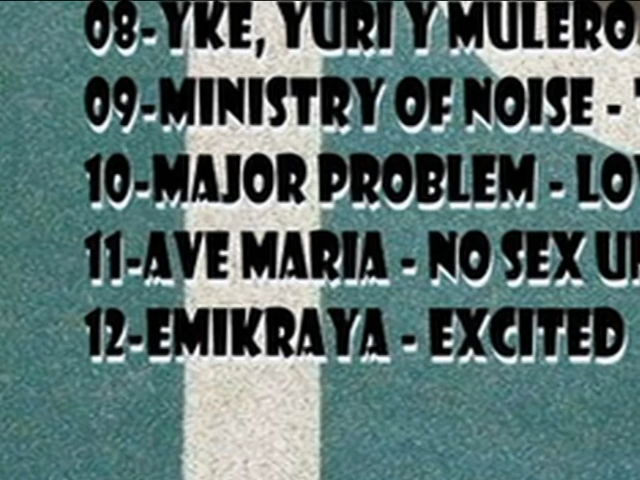 08-YKE, YURI Y MULERO
09-MINISTRY OF NOISE -
10-MAJOR PROBLEM -
11-AVE MARIA - NO SEX
12-EMIKRAYA - EXCITED